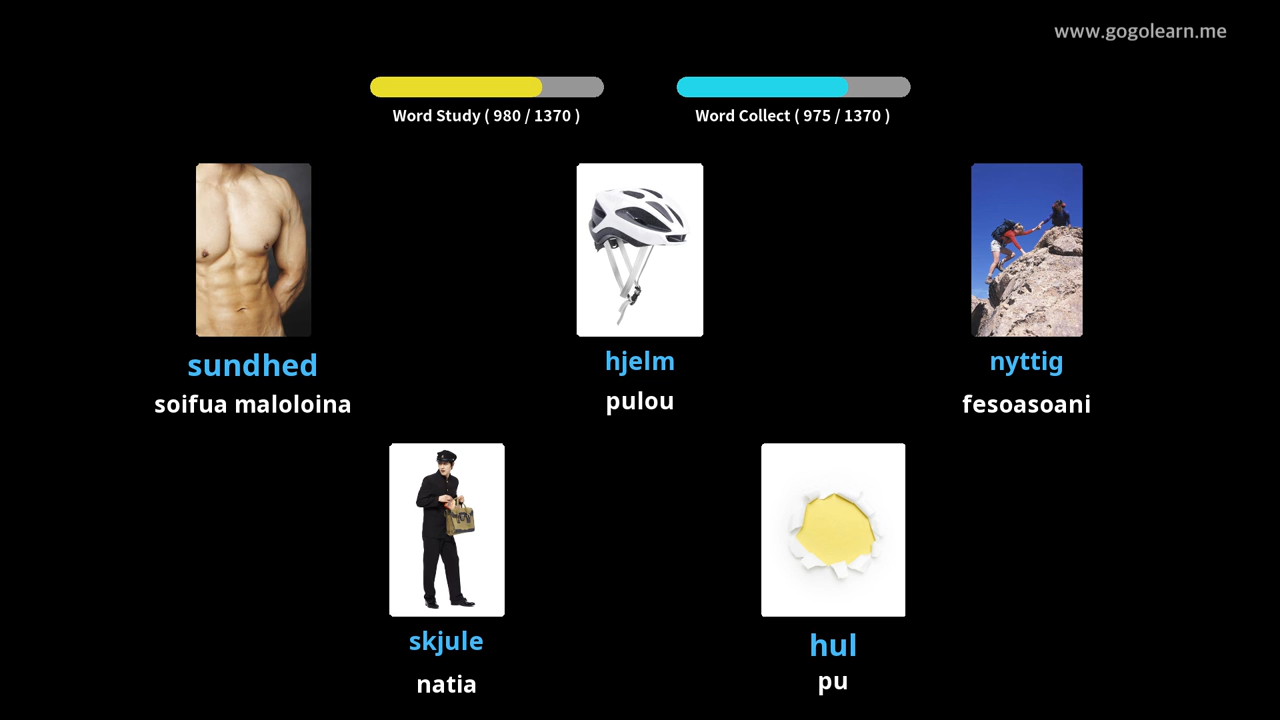 www.gogolearn.me
Word Study ( 980 / 1370 )
Word Collect ( 975 / 1370 )
sundhed
soifua maloloina
hjelm
pulou
nyttig
fesoasoani
skjule
natia
hul
pu